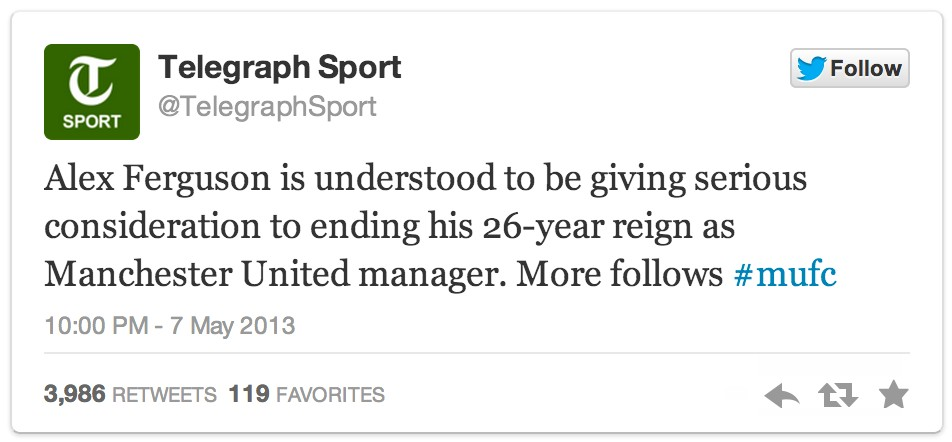 T
SPORT
Telegraph Sport
@TelegraphSport
Follow
Alex Ferguson is understood to be giving serious
consideration to ending his 26-year reign as
Manchester United manager. More follows #mufc
10:00 PM - 7 May 2013
3,986 RETWEETS 119 FAVORITES